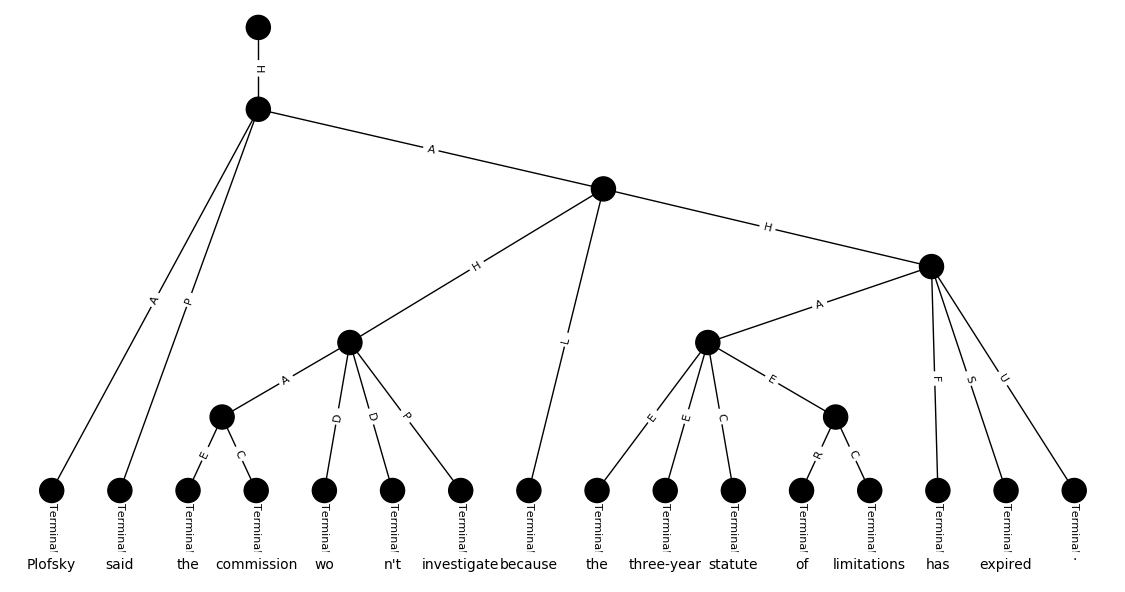 H
A
H
H
A P L A F S U
A D D P E E C E
E C R C
Terminal Terminal Terminal Terminal Terminal Terminal Terminal Terminal Terminal Terminal Terminal Terminal Terminal Terminal Terminal Terminal
Plofsky said the commission wo n't investigate because the three-year statute of limitations has expired .